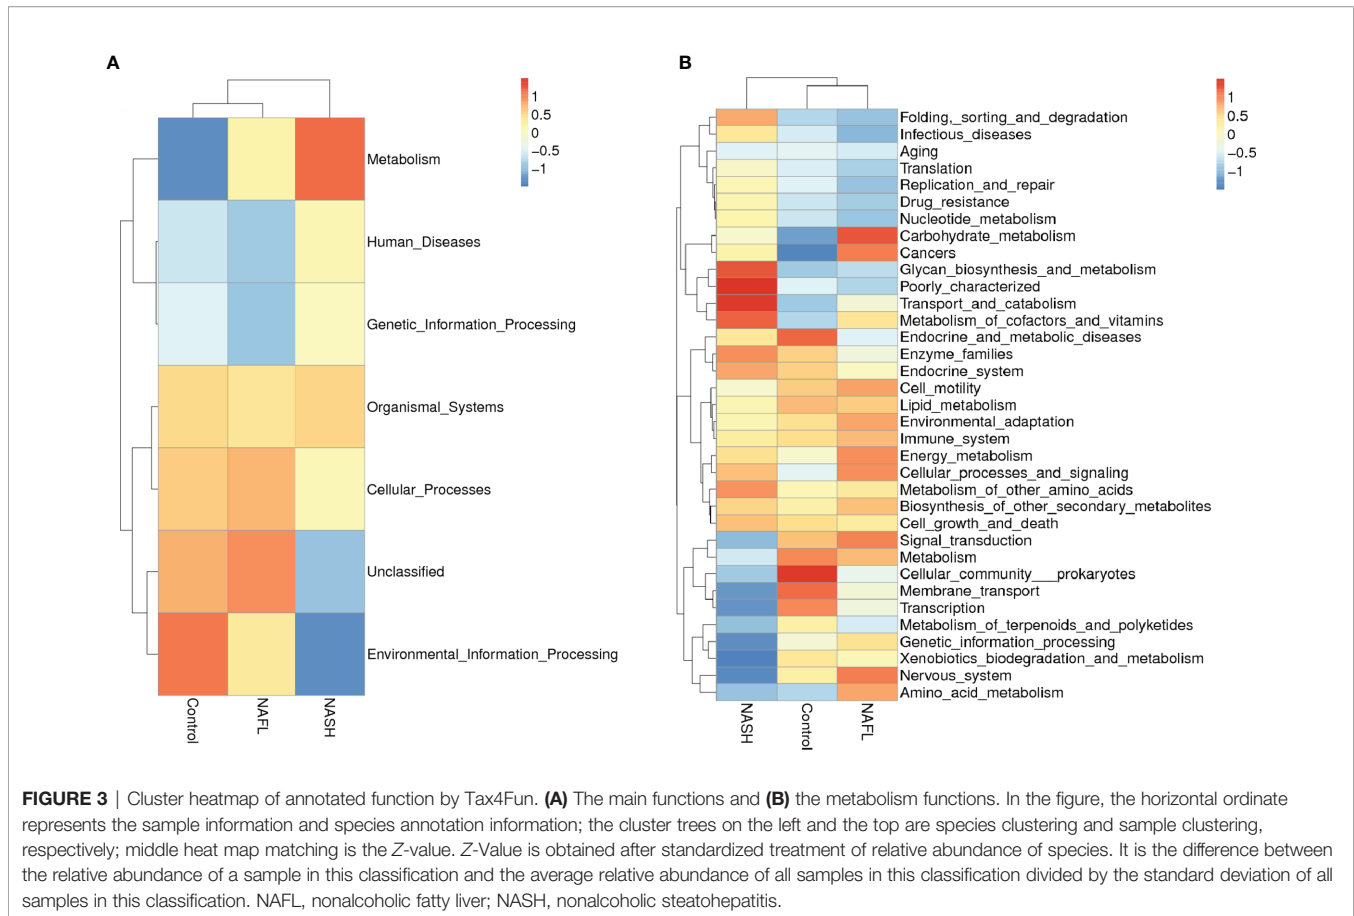 A
1
0.5
0
−0.5
−1
Metabolism
Human_Diseases
Genetic_Information_Processing
Organismal_Systems
Cellular_Processes
Unclassified
Environmental_Information_Processing
Control
NAFL
NASH
B
1
0.5
0
−0.5
−1
Folding,_sorting_and_degradation
Infectious_diseases
Aging
Translation
Replication_and_repair
Drug_resistance
Nucleotide_metabolism
Carbohydrate_metabolism
Cancers
Glycan_biosynthesis_and_metabolism
Poorly_characterized
Transport_and_catabolism
Metabolism_of_cofactors_and_vitamins
Endocrine_and_metabolic_diseases
Enzyme_families
Endocrine_system
Cell_motility
Lipid_metabolism
Environmental_adaptation
Immune_system
Energy_metabolism
Cellular_processes_and_signaling
Metabolism_of_other_amino_acids
Biosynthesis_of_other_secondary_metabolites
Cell_growth_and_death
Signal_transduction
Metabolism
Cellular_community___prokaryotes
Membrane_transport
Transcription
Metabolism_of_terpenoids_and_polyketides
Genetic_information_processing
Xenobiotics_biodegradation_and_metabolism
Nervous_system
Amino_acid_metabolism
NASH
Control
NAFL
FIGURE 3 | Cluster heatmap of annotated function by Tax4Fun. (A) The main functions and (B) the metabolism functions. In the figure, the horizontal ordinate
represents the sample information and species annotation information; the cluster trees on the left and the top are species clustering and sample clustering,
respectively; middle heat map matching is the Z-value. Z-Value is obtained after standardized treatment of relative abundance of species. It is the difference between
the relative abundance of a sample in this classification and the average relative abundance of all samples in this classification divided by the standard deviation of all
samples in this classification. NAFL, nonalcoholic fatty liver; NASH, nonalcoholic steatohepatitis.